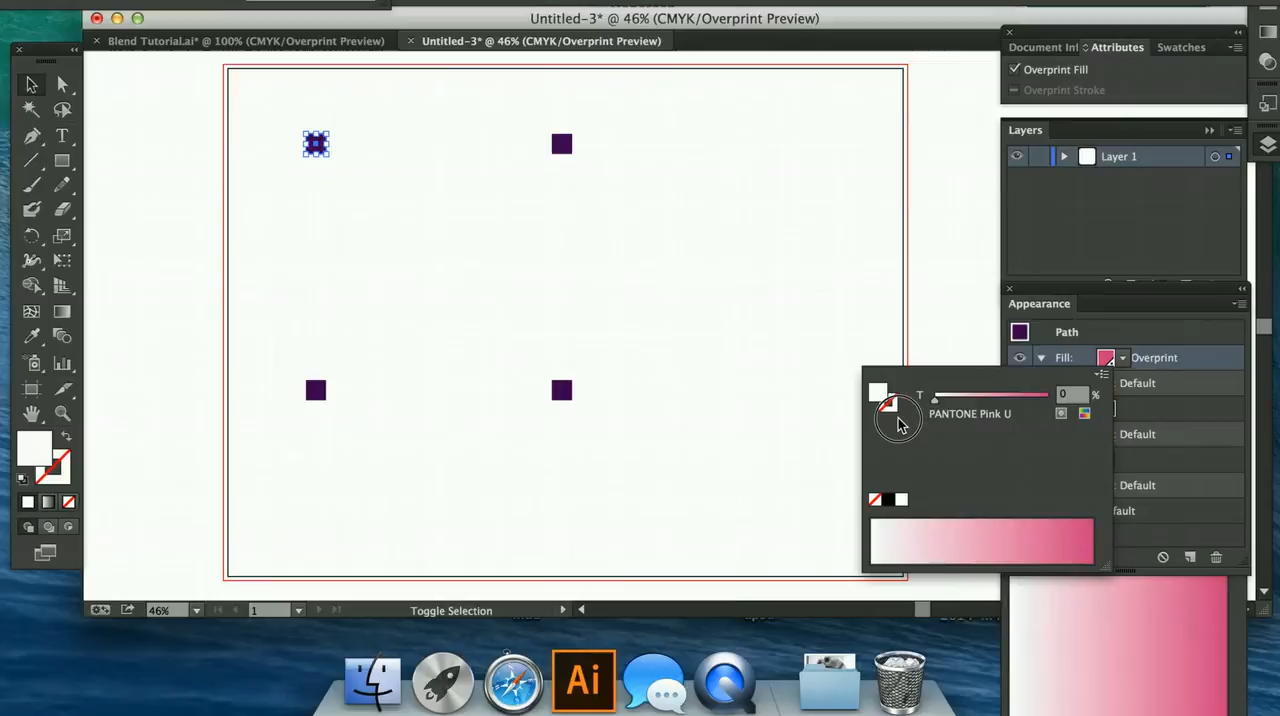 Untitled-3* @ 46% (CMYK/Overprint Preview)
Blend Tutorial.ai* @ 100% (CMYK/Overprint Preview)
Untitled-3* @ 46% (CMYK/Overprint Preview)
Document Inf
Attributes
Swatches
Overprint Fill
Overprint Stroke
Layers
Layer 1
Appearance
Path
Fill:
Overprint
Default
T
0
%
PANTONE Pink U
Default
Default
fault
46%
1
Toggle Selection
Ai